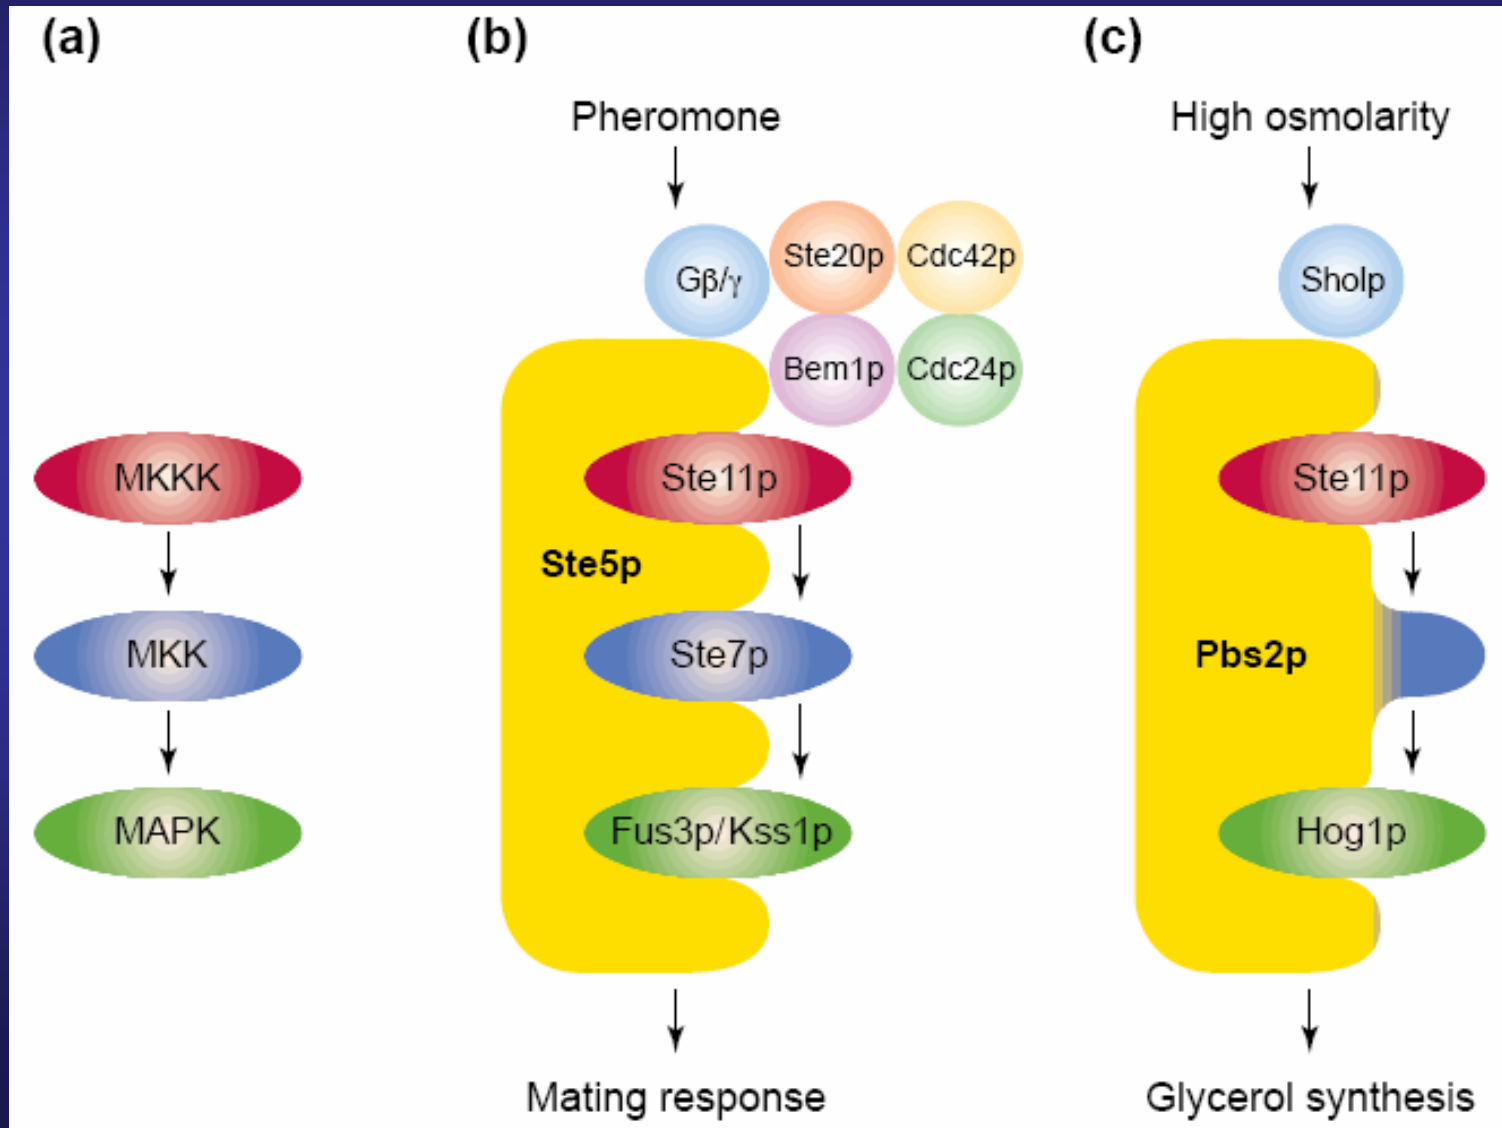 (a)
MKKK
MKK
MAPK
(b)
Pheromone
Gβ/γ
Ste20p
Cdc42p
Bem1p
Cdc24p
Ste11p
Ste5p
Ste7p
Fus3p/Kss1p
Mating response
(c)
High osmolarity
Sholp
Ste11p
Pbs2p
Hog1p
Glycerol synthesis